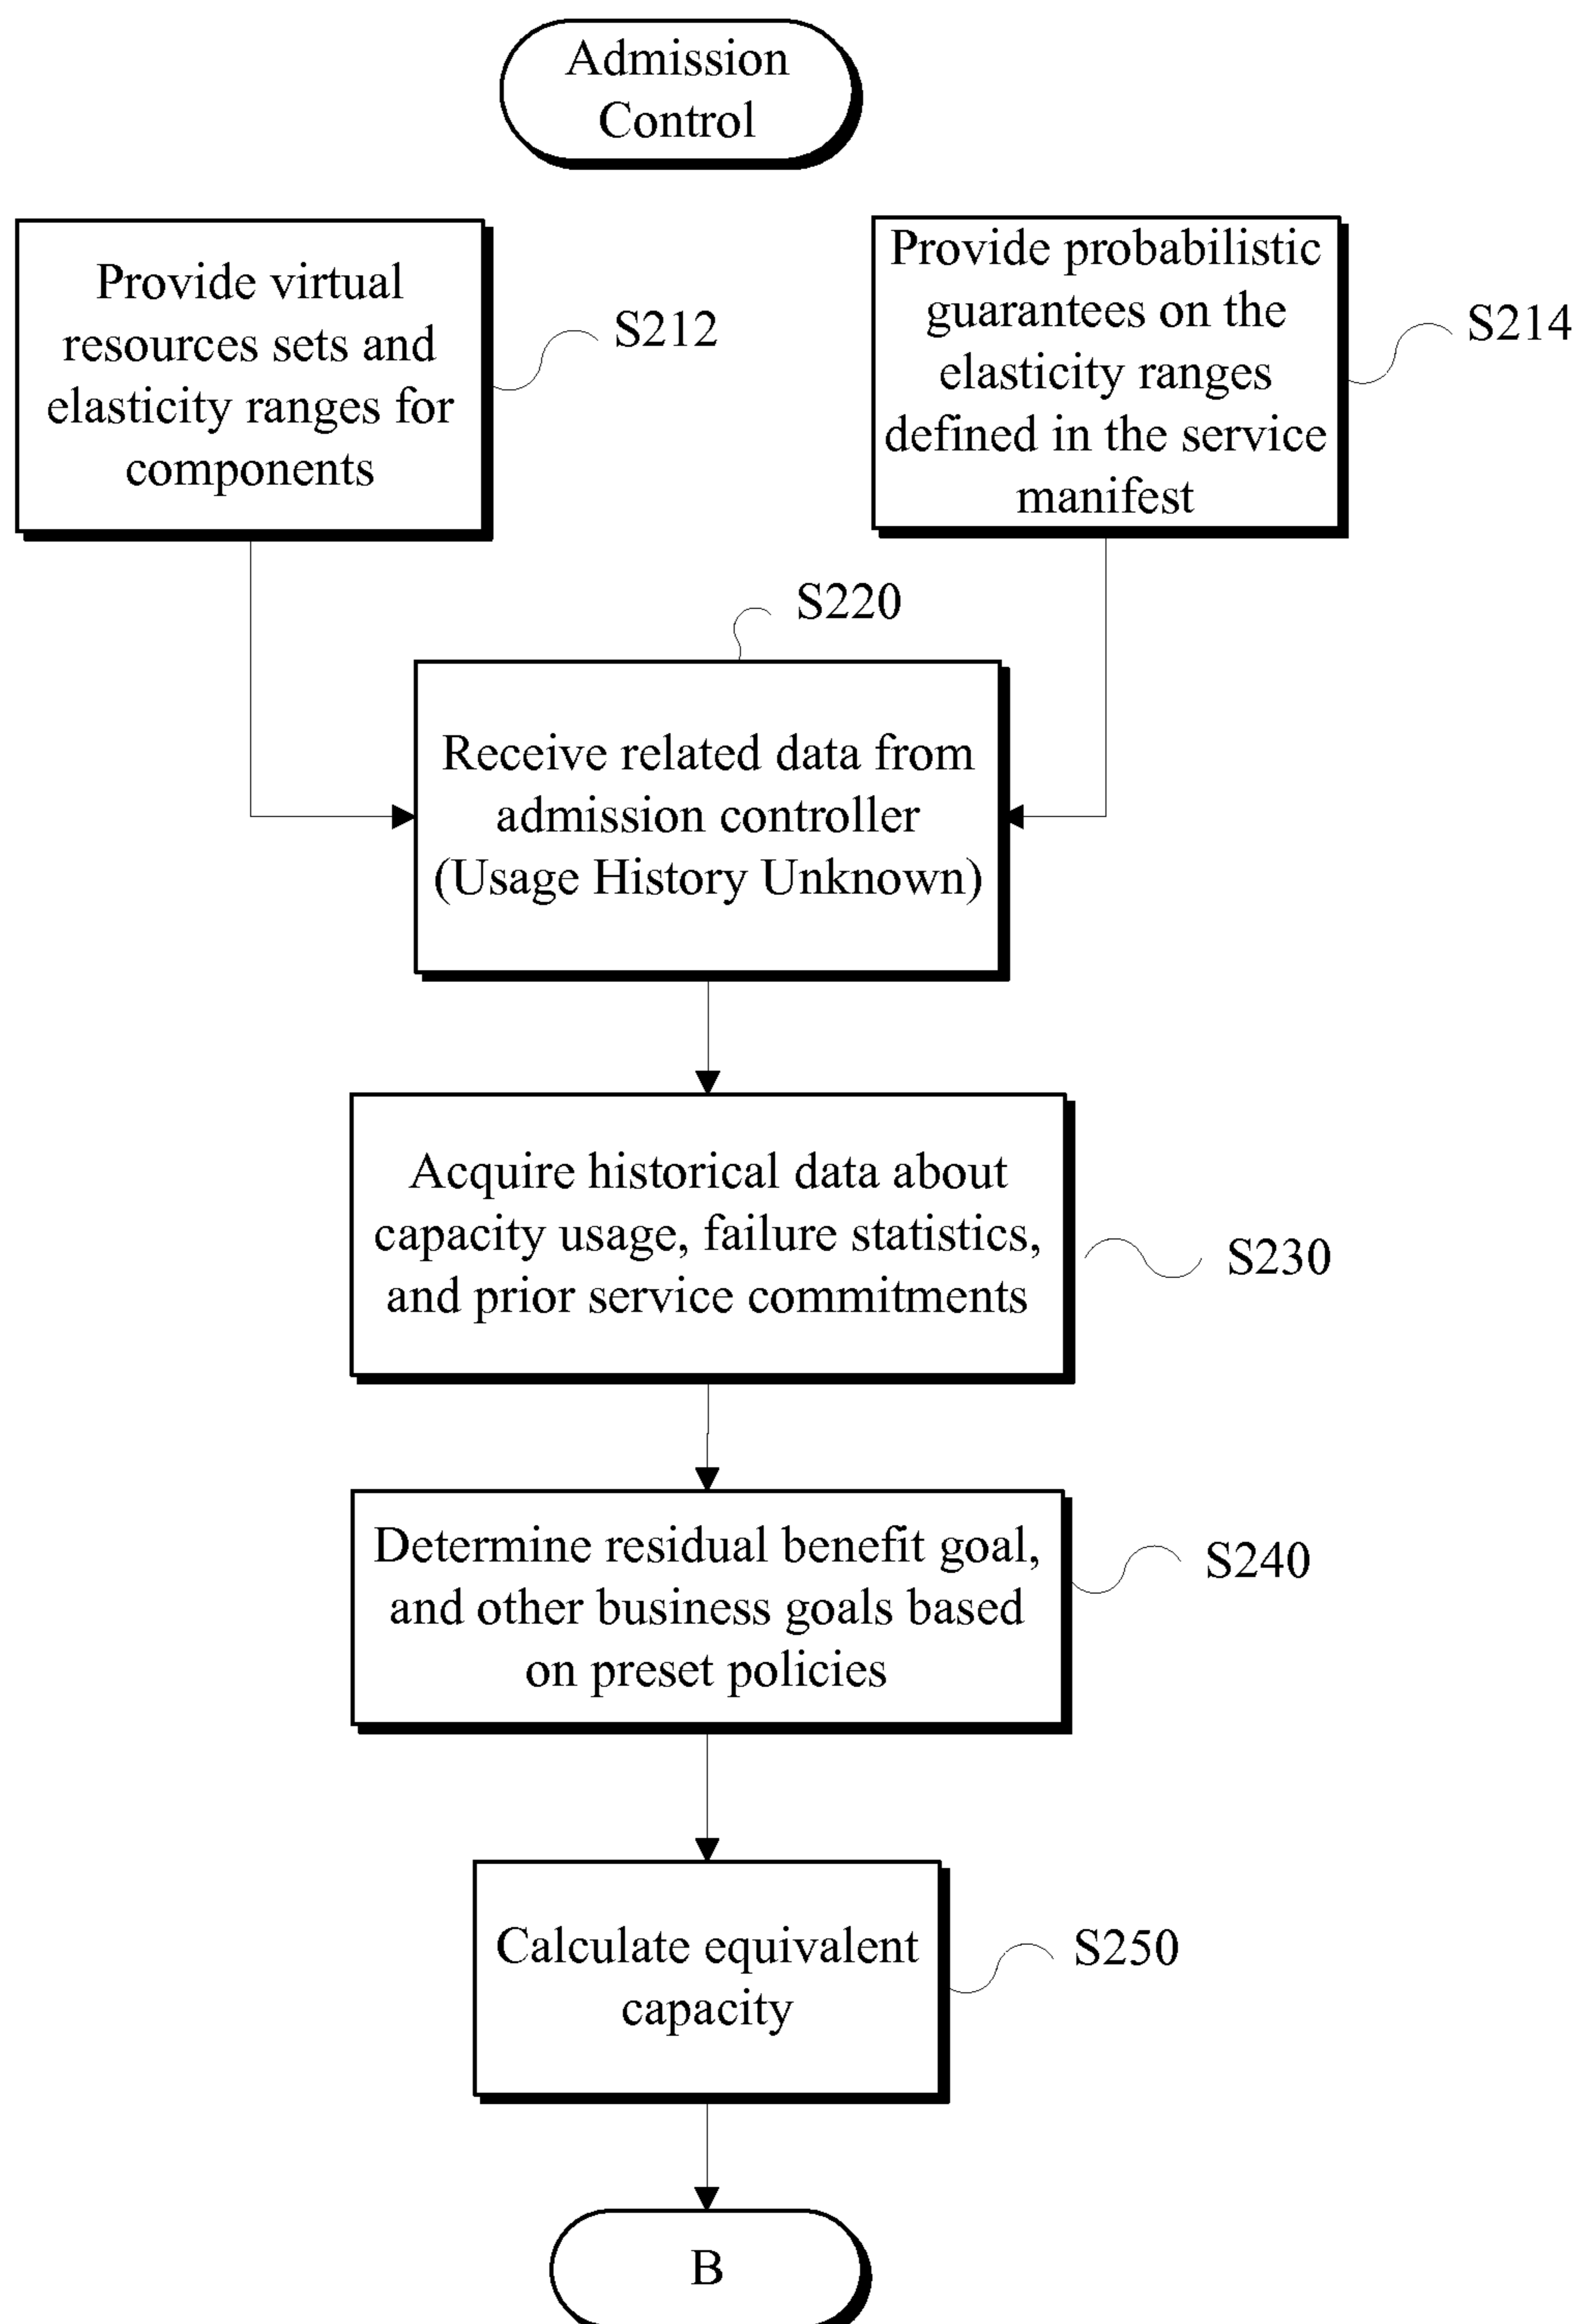 Admission
Control
Provide virtual
resources sets and
elasticity ranges for
components
S212
Provide probabilistic
guarantees on the
elasticity ranges
defined in the service
manifest
S214
S220
Receive related data from
admission controller
(Usage History Unknown)
Acquire historical data about
capacity usage, failure statistics,
and prior service commitments
S230
Determine residual benefit goal,
and other business goals based
on preset policies
S240
Calculate equivalent
capacity
S250
B